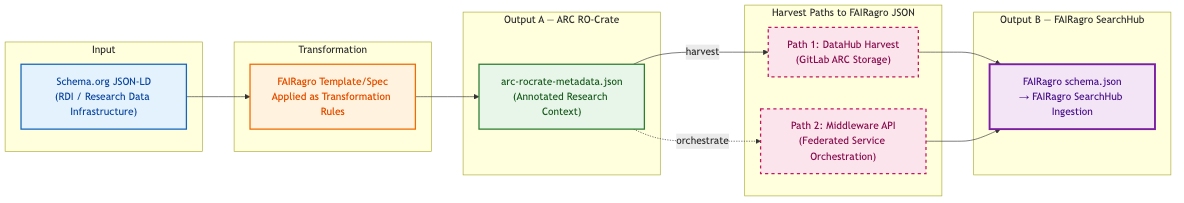 Input
Schema.org JSON-LD
(RDI / Research Data
Infrastructure)
Transformation
FAIRagro Template/Spec
Applied as Transformation
Rules
Output A — ARC RO-Crate
arc-rocrate-metadata.json
(Annotated Research
Context)
harvest
orchestrate
Harvest Paths to FAIRagro JSON
Path 1: DataHub Harvest
(GitLab ARC Storage)
Path 2: Middleware API
(Federated Service
Orchestration)
Output B — FAIRagro SearchHub
FAIRagro schema.json
→ FAIRagro SearchHub
Ingestion